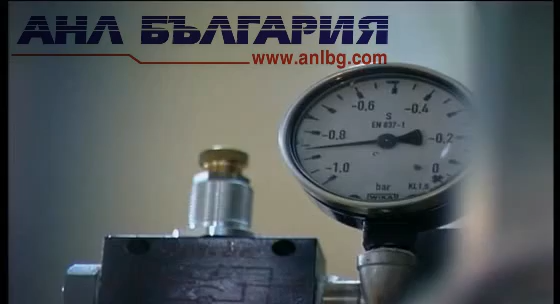 АНЛ БЪЛГАРИЯ
www.anlbg.com
-0,6
-0,4
S
EN 837-1
-0,8
-0,2
-1,0
0
bar
KL1,6
WIKA